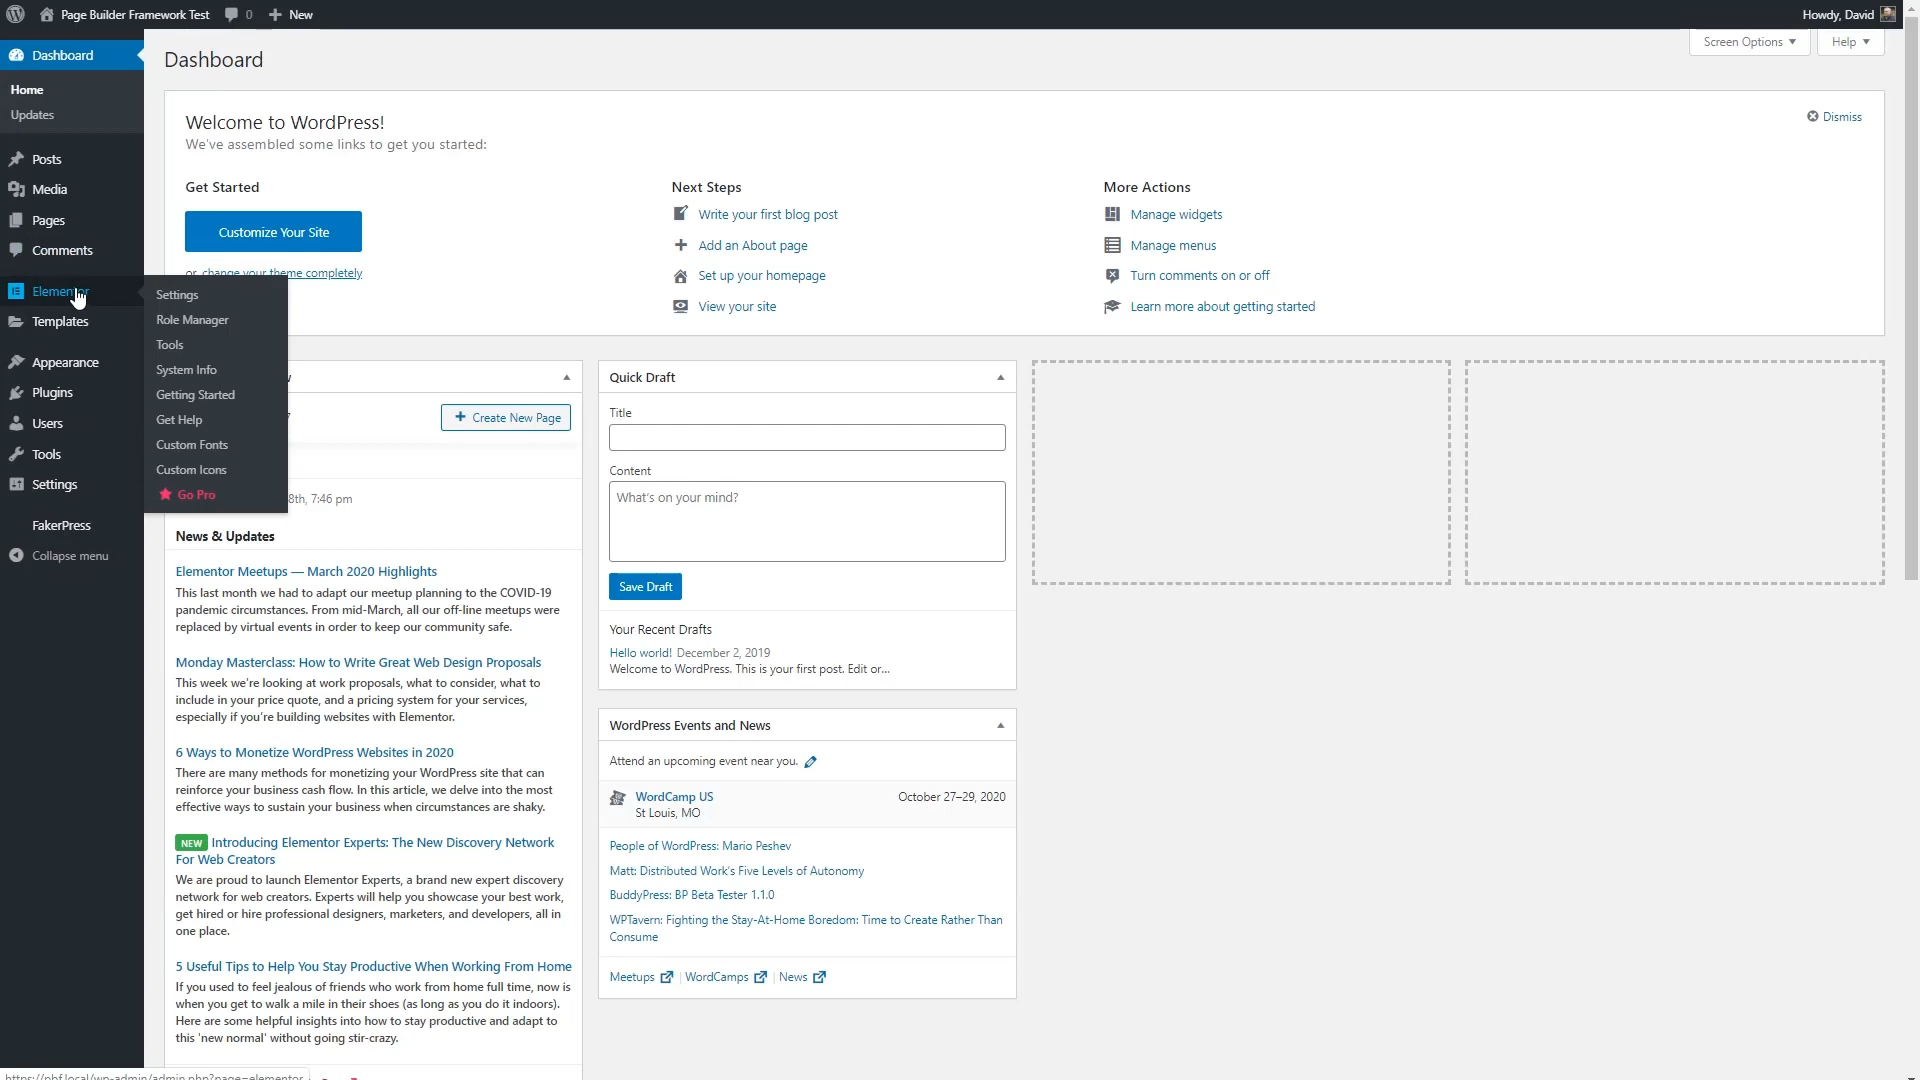 Page Builder Framework Test 0 New Howdy, David
Dashboard
Home
Updates
Posts
Media
Pages
Comments
Elementor
Templates
Appearance
Plugins
Users
Tools
Settings
FakerPress
Collapse menu
Settings
Role Manager
Tools
System Info
Getting Started
Get Help
Custom Fonts
Custom Icons
Go Pro
Screen Options Help
Dashboard
Welcome to WordPress!
We've assembled some links to get you started:
Dismiss
Get Started
Customize Your Site
or, change your theme completely
Next Steps
Write your first blog post
Add an About page
Set up your homepage
View your site
More Actions
Manage widgets
Manage menus
Turn comments on or off
Learn more about getting started
Create New Page
8th, 7:46 pm
News & Updates
Elementor Meetups — March 2020 Highlights
This last month we had to adapt our meetup planning to the COVID-19
pandemic circumstances. From mid-March, all our off-line meetups were
replaced by virtual events in order to keep our community safe.
Monday Masterclass: How to Write Great Web Design Proposals
This week we're looking at work proposals, what to consider, what to
include in your price quote, and a pricing system for your services,
especially if you're building websites with Elementor.
6 Ways to Monetize WordPress Websites in 2020
There are many methods for monetizing your WordPress site that can
reinforce your business cash flow. In this article, we delve into the most
effective ways to sustain your business when circumstances are shaky.
NEW Introducing Elementor Experts: The New Discovery Network
For Web Creators
We are proud to launch Elementor Experts, a brand new expert discovery
network for web creators. Experts will help you showcase your best work,
get hired or hire professional designers, marketers, and developers, all in
one place.
5 Useful Tips to Help You Stay Productive When Working From Home
If you used to feel jealous of friends who work from home full time, now is
when you get to walk a mile in their shoes (as long as you do it indoors).
Here are some helpful insights into how to stay productive and adapt to
this 'new normal' without going stir-crazy.
Quick Draft
Title
Content
What's on your mind?
Save Draft
Your Recent Drafts
Hello world! December 2, 2019
Welcome to WordPress. This is your first post. Edit or...
WordPress Events and News
Attend an upcoming event near you.
WordCamp US October 27–29, 2020
St Louis, MO
People of WordPress: Mario Peshev
Matt: Distributed Work's Five Levels of Autonomy
BuddyPress: BP Beta Tester 1.1.0
WPTavern: Fighting the Stay-At-Home Boredom: Time to Create Rather Than
Consume
Meetups | WordCamps | News
https://pbf.local/wp-admin/admin.php?page=elementor